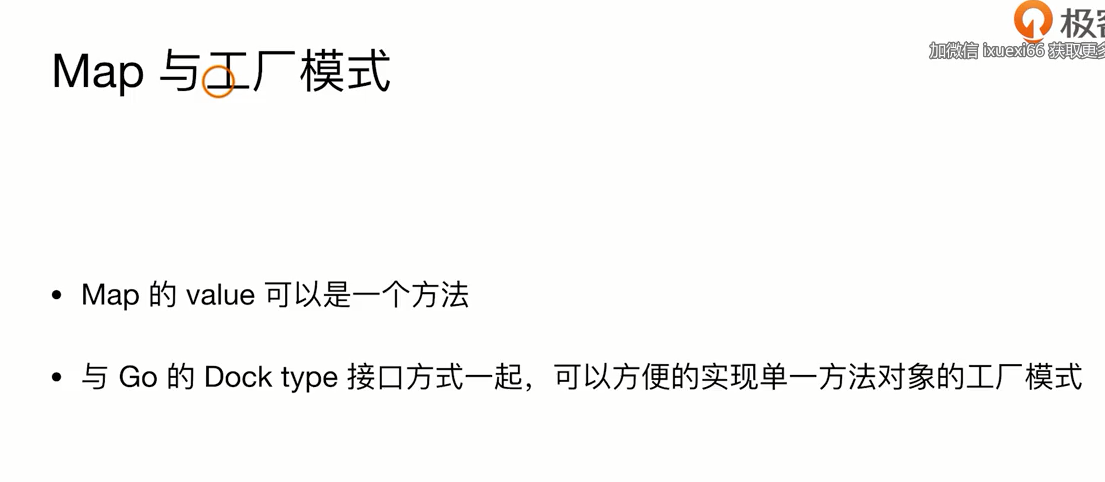 极客
加微信 ixuexi66 获取更多
Map 与工厂模式
• Map 的 value 可以是一个方法
• 与 Go 的 Dock type 接口方式一起，可以方便的实现单一方法对象的工厂模式